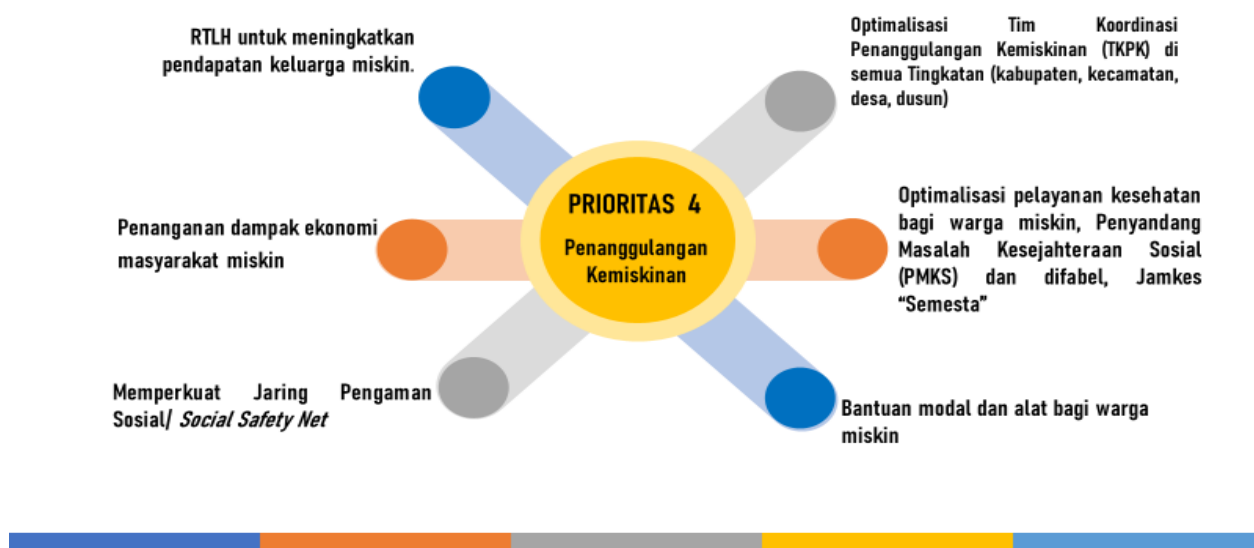 RTLH untuk meningkatkan
pendapatan keluarga miskin.
Optimalisasi Tim Koordinasi
Penanggulangan Kemiskinan (TKPK) di
semua Tingkatan (kabupaten, kecamatan,
desa, dusun)
PRIORITAS 4
Penanggulangan
Kemiskinan
Penanganan dampak ekonomi
masyarakat miskin
Optimalisasi pelayanan kesehatan
bagi warga miskin, Penyandang
Masalah Kesejahteraan Sosial
(PMKS) dan difabel, Jamkes
“Semesta”
Memperkuat Jaring Pengaman
Sosial/ Social Safety Net
Bantuan modal dan alat bagi warga
miskin